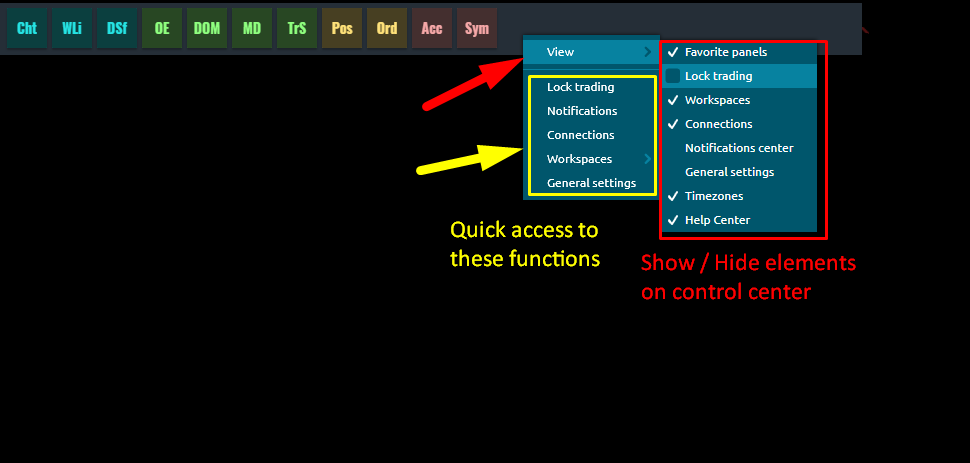 Cht WLi DSf OE DOM MD TrS Pos Ord Acc Sym
View
Lock trading
Notifications
Connections
Workspaces
General settings
Favorite panels
Lock trading
Workspaces
Connections
Notifications center
General settings
Timezones
Help Center
Quick access to
these functions
Show / Hide elements
on control center